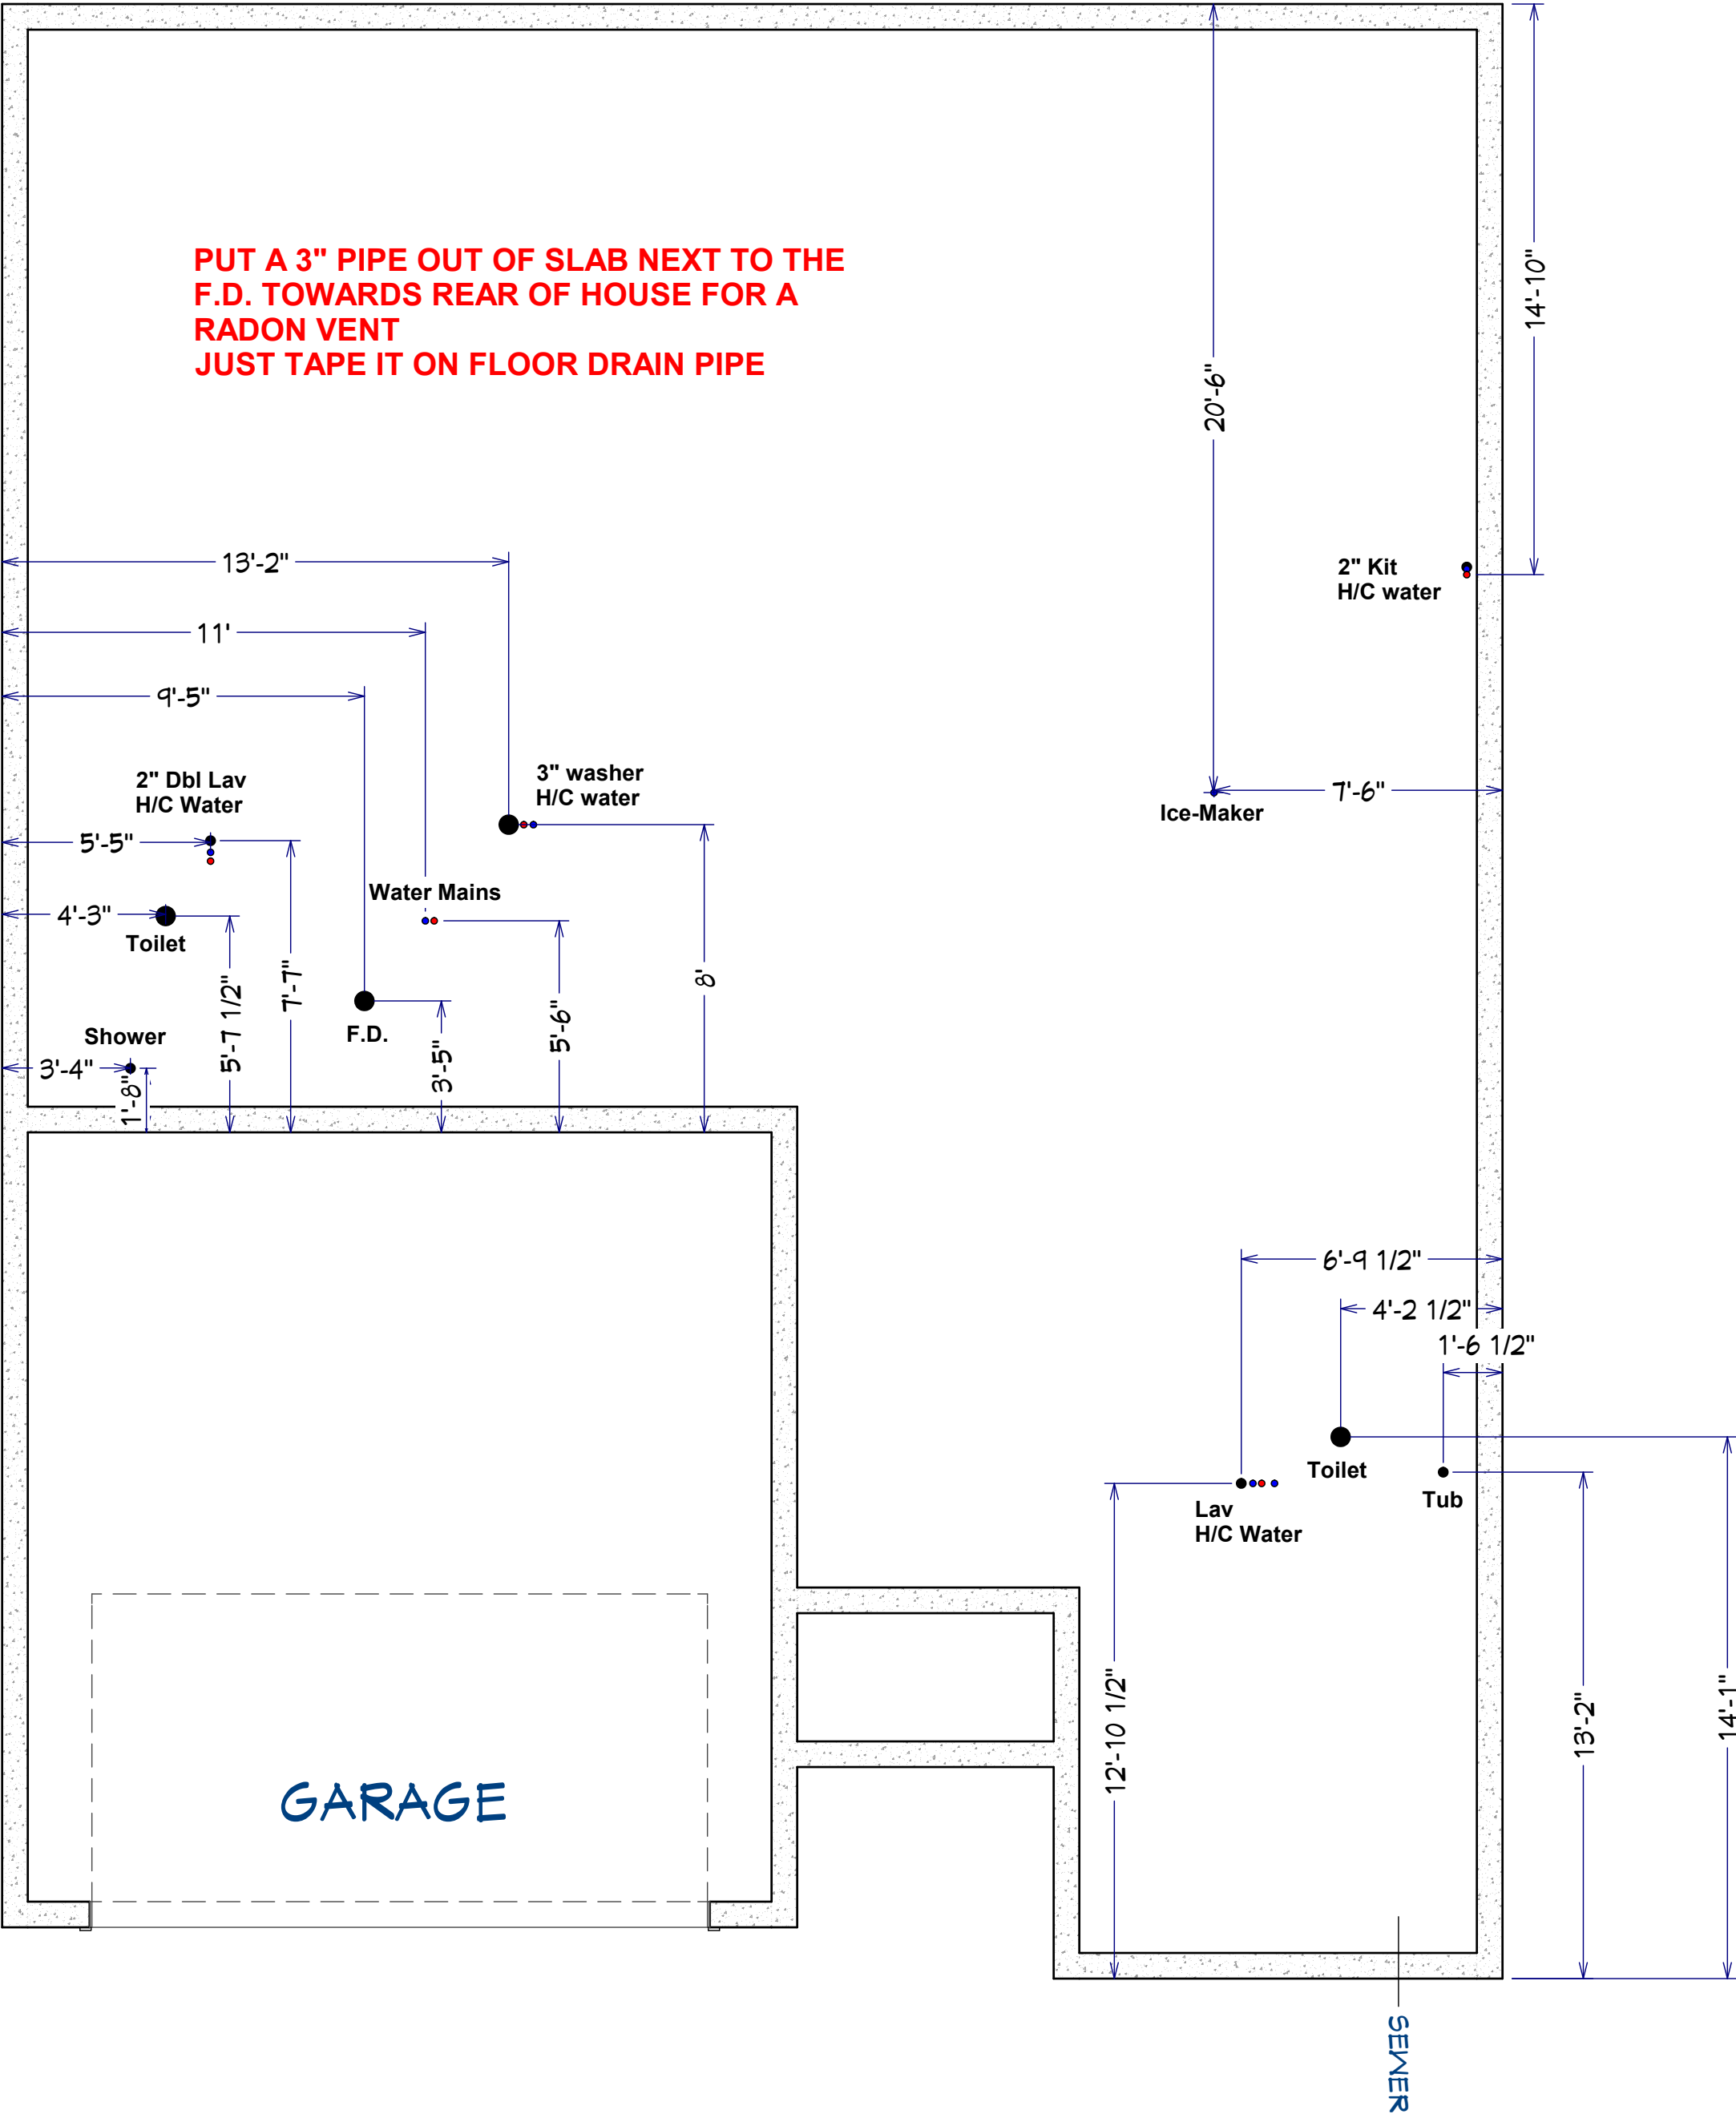 PUT A 3" PIPE OUT OF SLAB NEXT TO THE
F.D. TOWARDS REAR OF HOUSE FOR A
RADON VENT
JUST TAPE IT ON FLOOR DRAIN PIPE
14'-10"
20'-6"
13'-2"
2" Kit
H/C water
11'
9'-5"
2" Dbl Lav
H/C Water
3" washer
H/C water
7'-6"
Ice-Maker
5'-5"
Water Mains
4'-3"
Toilet
8'
7'-7"
5'-7 1/2"
5'-6"
F.D.
Shower
3'-5"
3'-4"
1'-8"
6'-9 1/2"
4'-2 1/2"
1'-6 1/2"
Toilet
Tub
Lav
H/C Water
12'-10 1/2"
13'-2"
14'-1"
GARAGE
SEWER